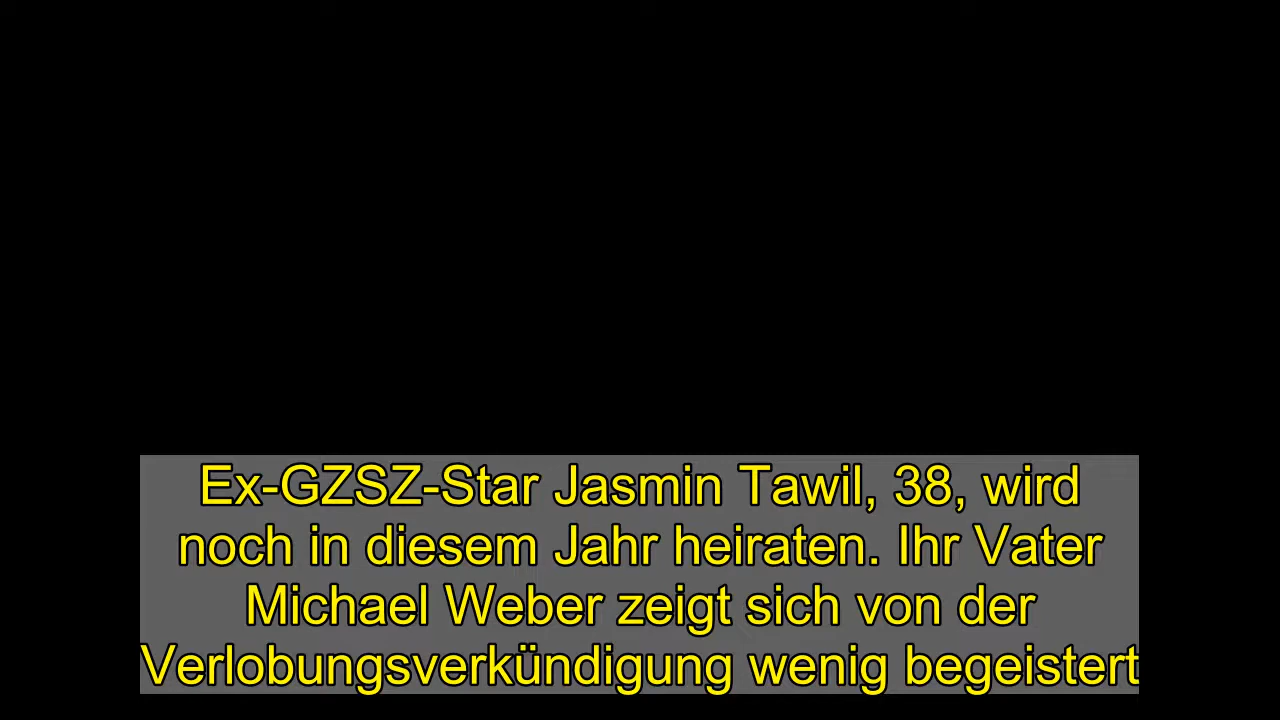 Ex-GZSZ-Star Jasmin Tawil, 38, wird
noch in diesem Jahr heiraten. Ihr Vater
Michael Weber zeigt sich von der
Verlobungsverkündigung wenig begeistert